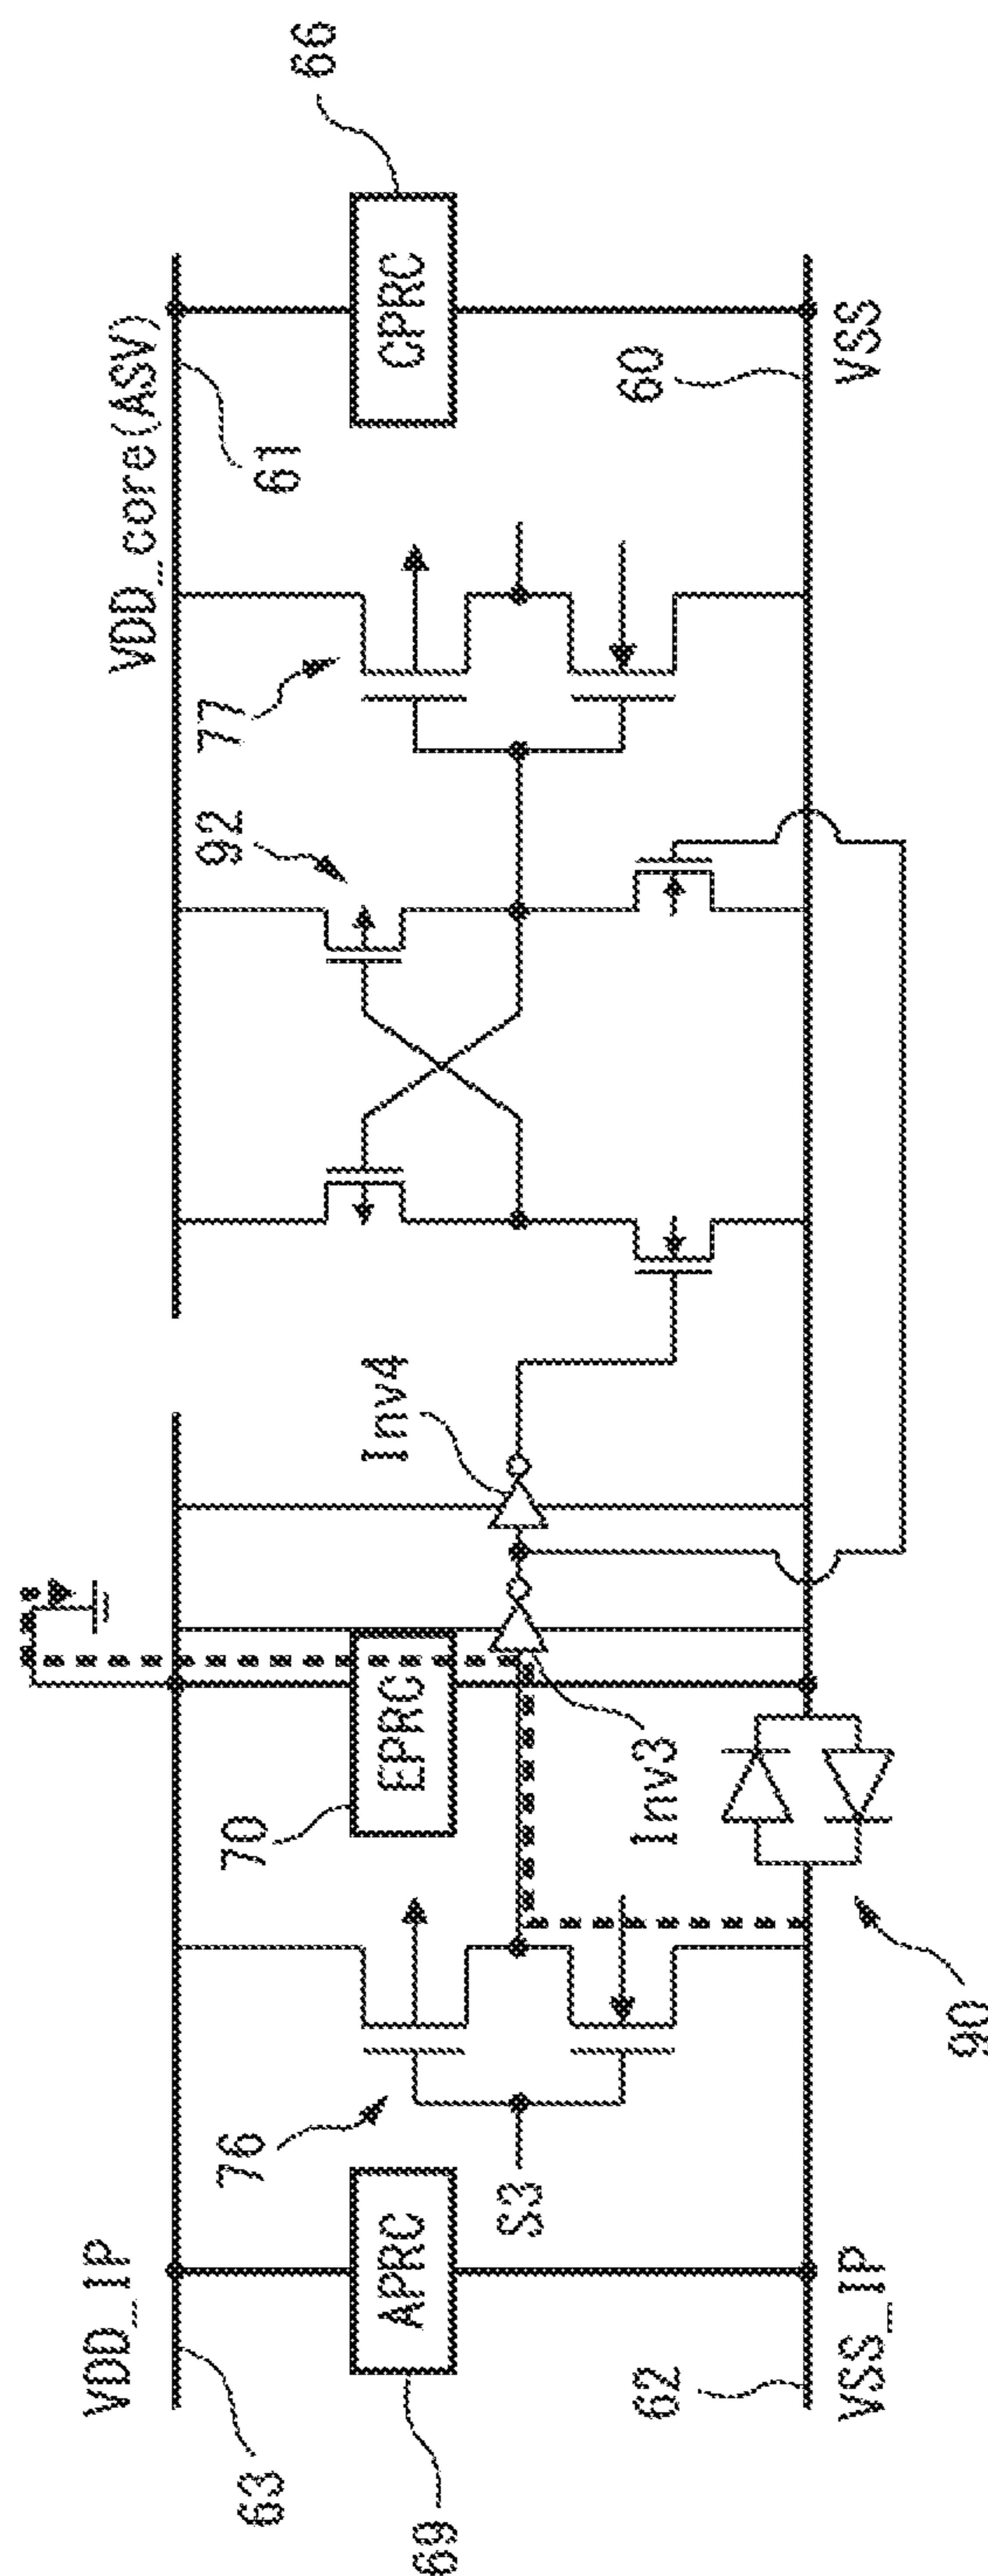 VDD_IP
63
VDD_core(ASV)
61
69
APRC
76
S3
70
EPRC
Inv3
Inv4
92
77
66
CPRC
62
VSS_IP
90
60
VSS